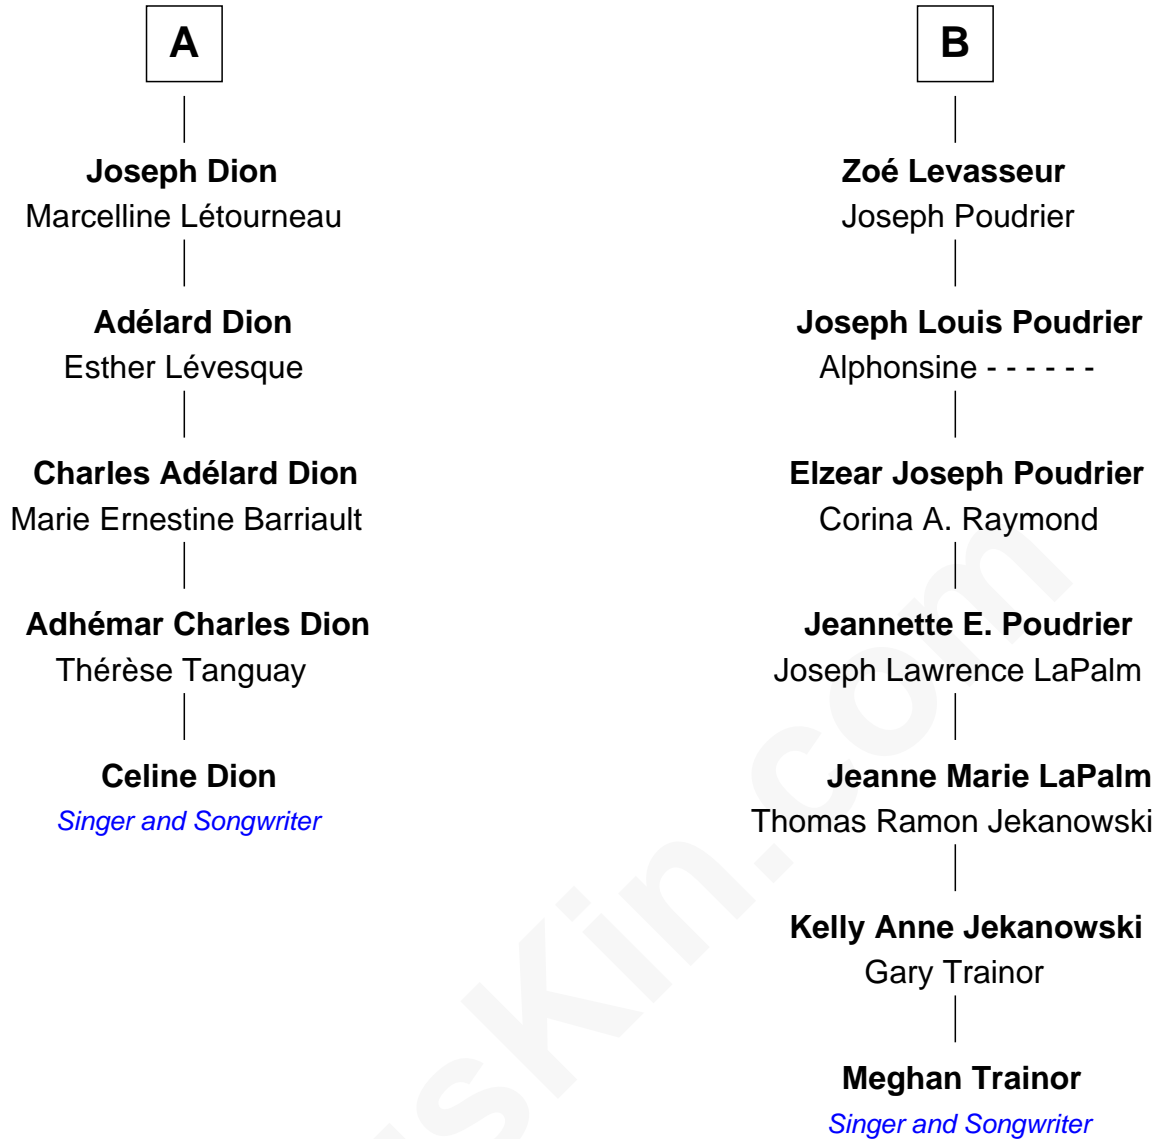 A
Joseph Dion
Marcelline Létourneau
Adélard Dion
Esther Lévesque
Charles Adélard Dion
Marie Ernestine Barriault
Adhémar Charles Dion
Thérèse Tanguay
Celine Dion
Singer and Songwriter
B
Zoé Levasseur
Joseph Poudrier
Joseph Louis Poudrier
Alphonsine - - - - - -
Elzear Joseph Poudrier
Corina A. Raymond
Jeannette E. Poudrier
Joseph Lawrence LaPalm
Jeanne Marie LaPalm
Thomas Ramon Jekanowski
Kelly Anne Jekanowski
Gary Trainor
Meghan Trainor
Singer and Songwriter
sKin.com